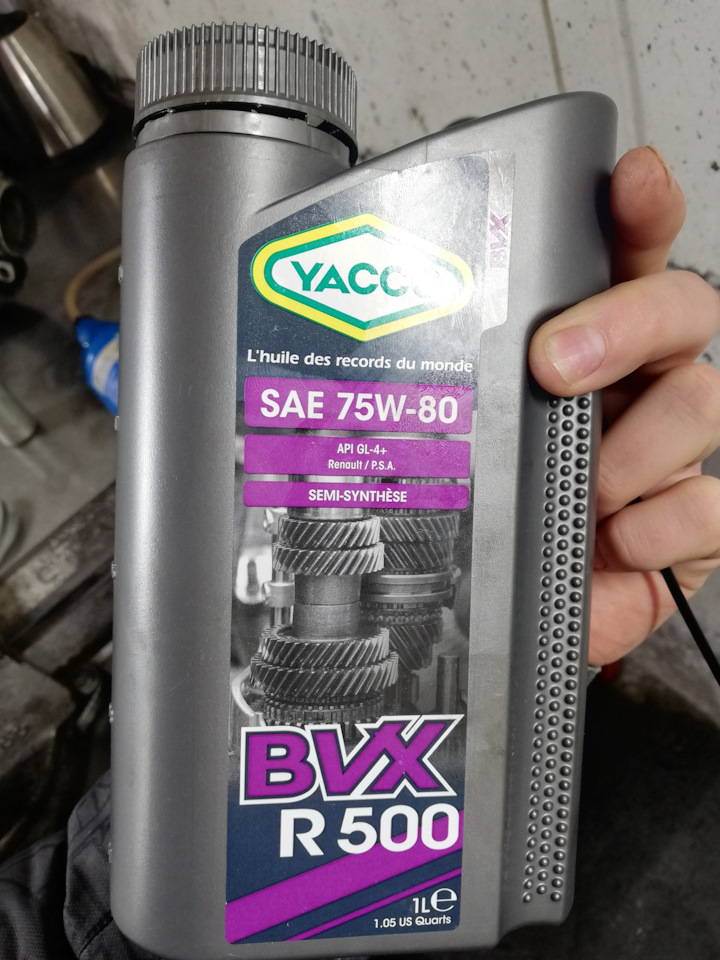 BVX
YACCO
L'huile des records du monde
SAE 75W-80
API GL-4+
Renault / P.S.A.
SEMI-SYNTHÈSE
BVX
R 500
1L℮
1.05 US Quarts